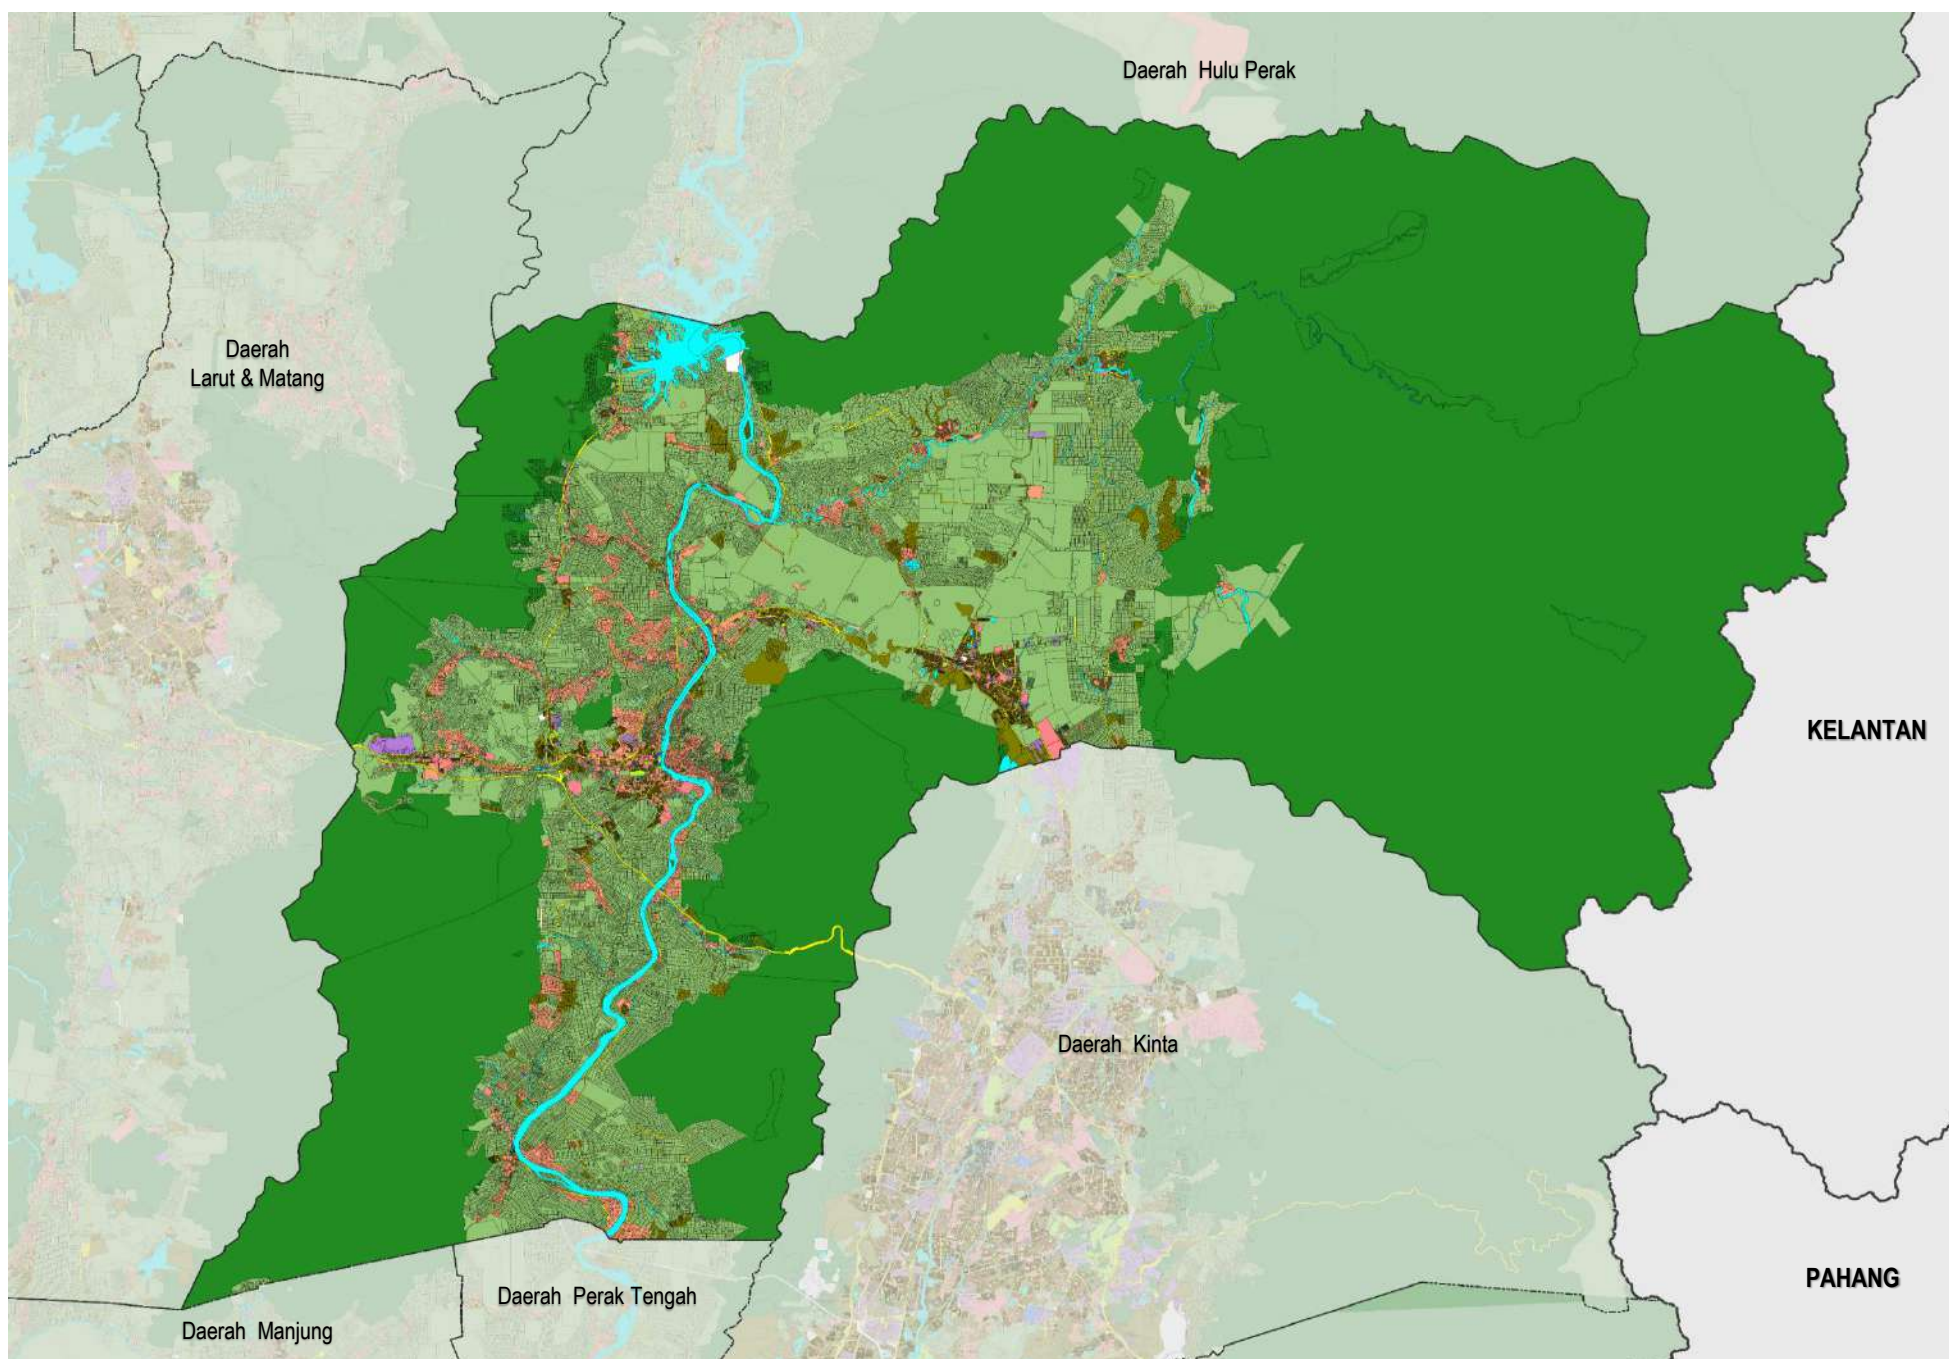 Daerah Hulu Perak
Daerah
Larut & Matang
KELANTAN
Daerah Kinta
PAHANG
Daerah Perak Tengah
Daerah Manjung